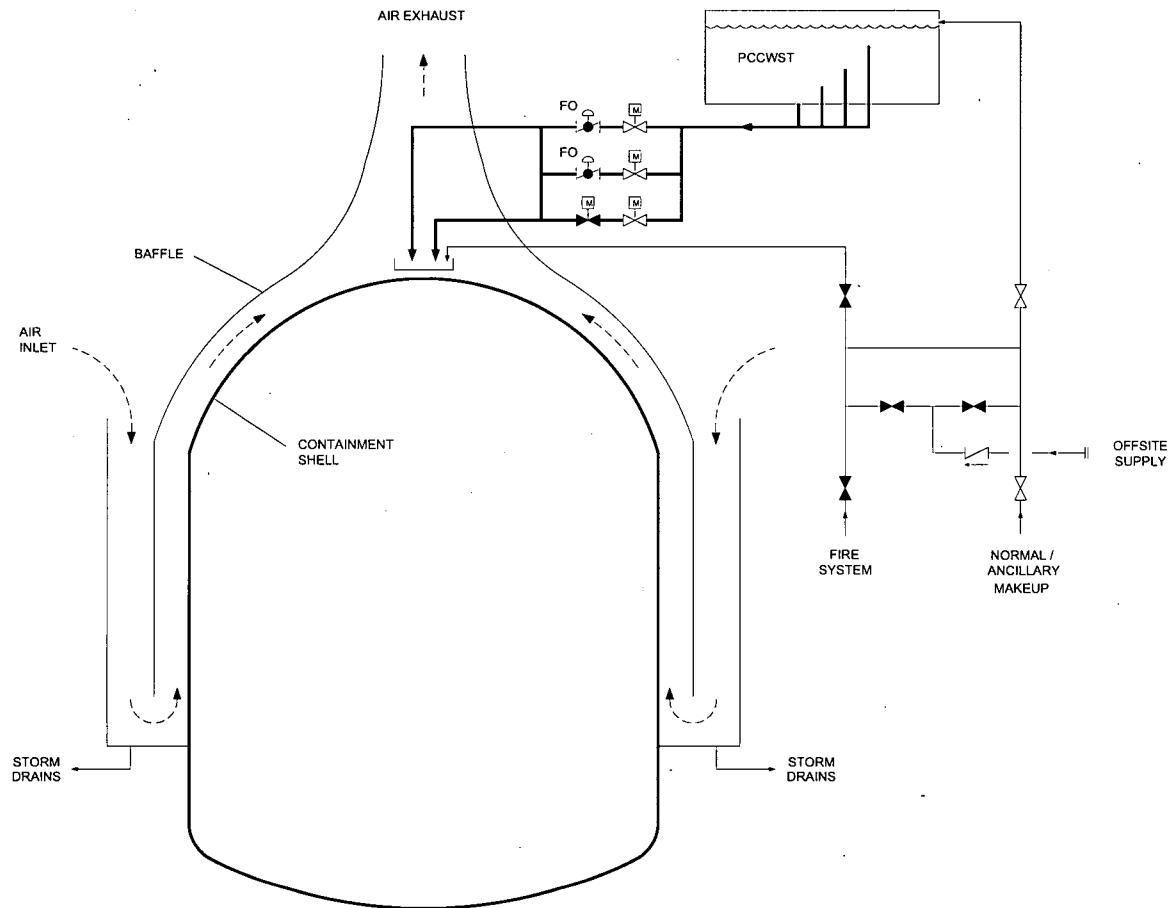 AIR EXHAUST
PCCWST
FO
M
FO
M
M
M
BAFFLE
AIR
INLET
CONTAINMENT
SHELL
OFFSITE
SUPPLY
FIRE
SYSTEM
NORMAL /
ANCILLARY
MAKEUP
STORM
DRAINS
STORM
DRAINS